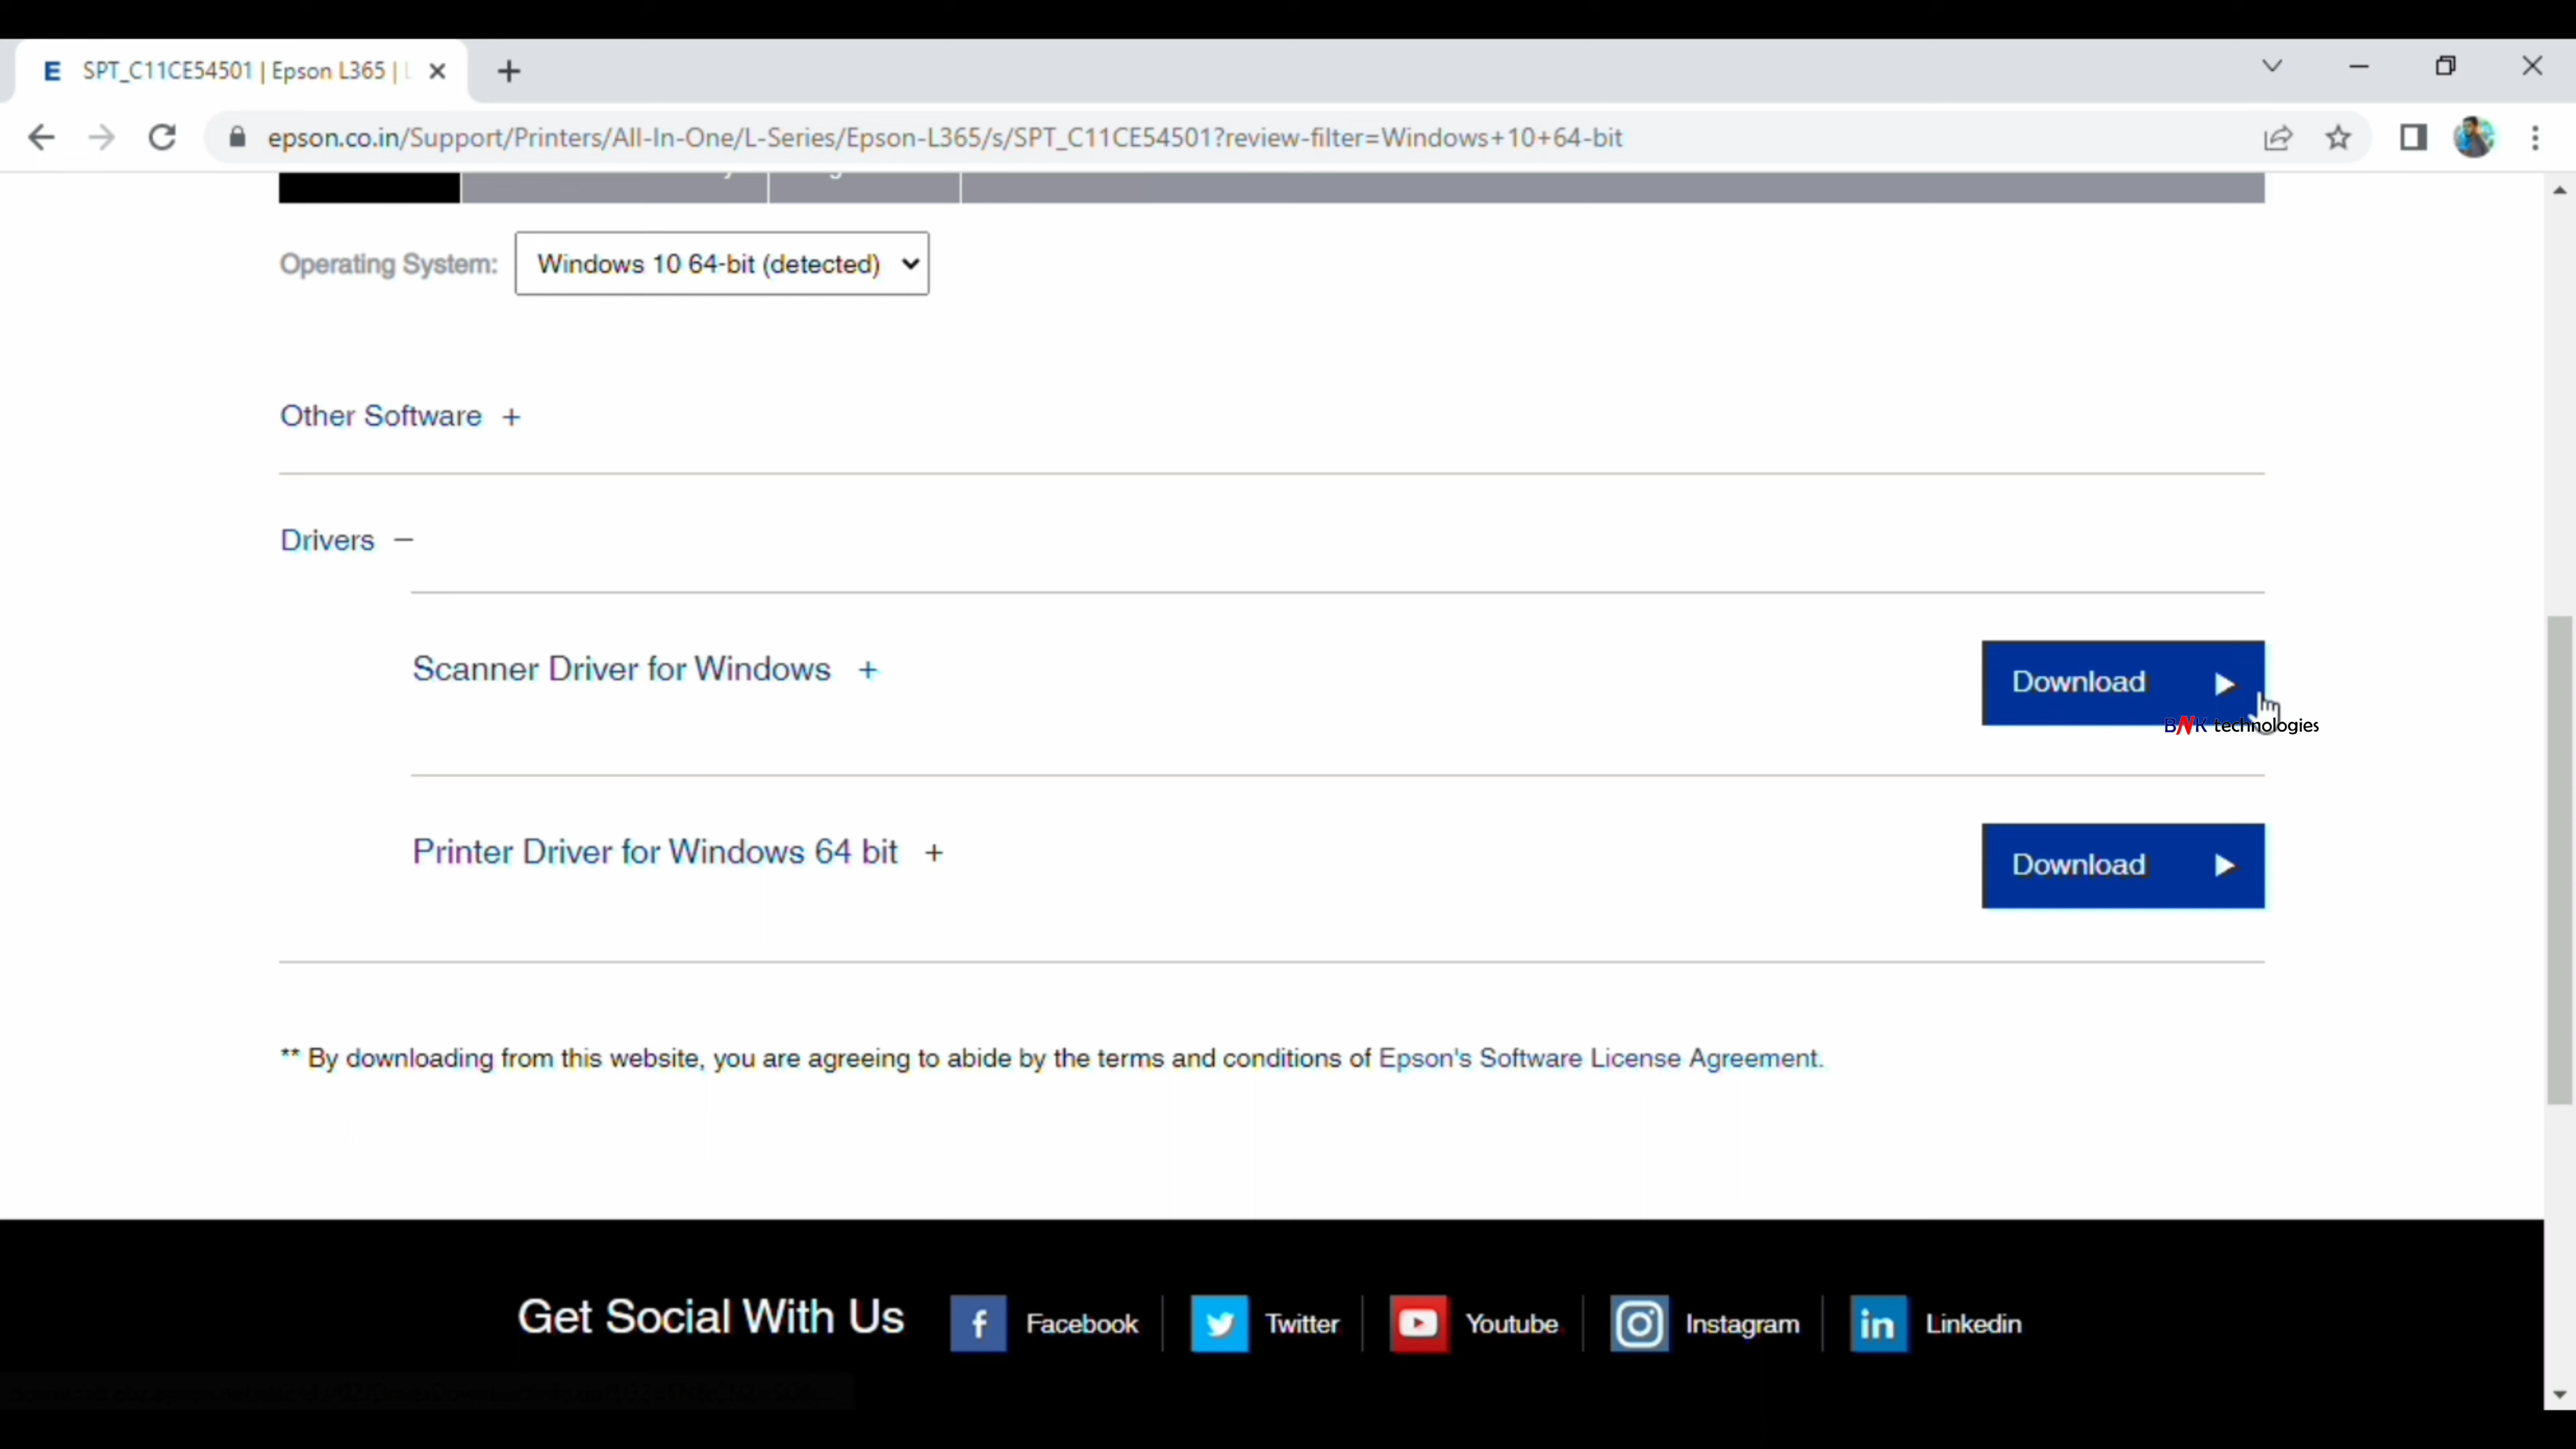 E SPT_C11CE54501 | Epson L365 |
epson.co.in/Support/Printers/All-In-One/L-Series/Epson-L365/s/SPT_C11CE54501?review-filter=Windows+10+64-bit
Operating System: Windows 10 64-bit (detected)
Other Software +
Drivers −
Scanner Driver for Windows +
Download
BNK technologies
Printer Driver for Windows 64 bit +
Download
** By downloading from this website, you are agreeing to abide by the terms and conditions of Epson's Software License Agreement.
Get Social With Us f Facebook Twitter Youtube Instagram in Linkedin